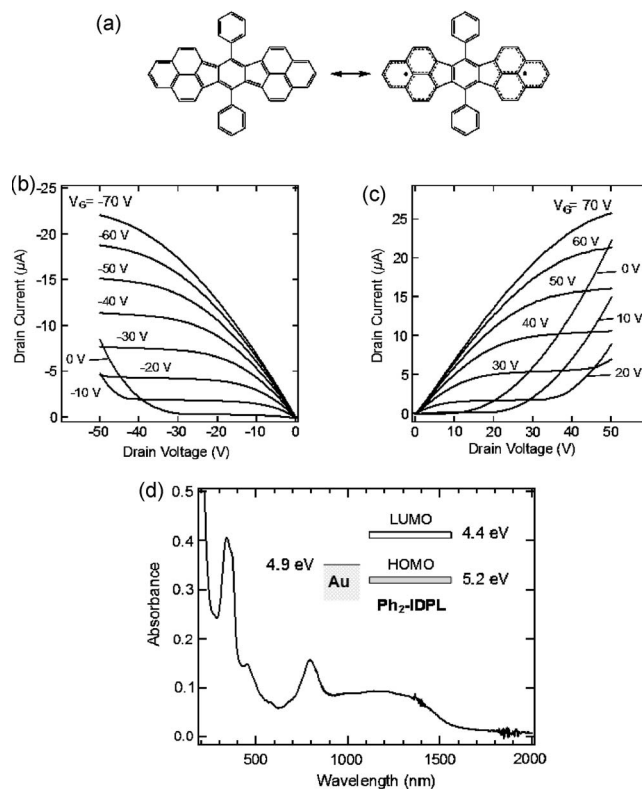 (a)
(b)
-25
-20
-15
-10
-5
0
Drain Current (µA)
V_G= -70 V
-60 V
-50 V
-40 V
-30 V
0 V
-20 V
-10 V
-50 -40 -30 -20 -10 0
Drain Voltage (V)
(c)
25
20
15
10
5
0
Drain Current (µA)
V_G= 70 V
60 V
0 V
50 V
40 V
10 V
30 V
20 V
0 10 20 30 40 50
Drain Voltage (V)
(d)
0.5
0.4
0.3
0.2
0.1
0.0
Absorbance
LUMO
4.4 eV
4.9 eV
HOMO
Au
5.2 eV
Ph₂-IDPL
500 1000 1500 2000
Wavelength (nm)